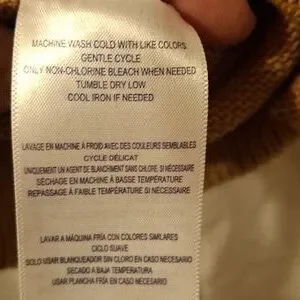 MACHINE WASH COLD WITH LIKE COLORS
GENTLE CYCLE
ONLY NON-CHLORINE BLEACH WHEN NEEDED
TUMBLE DRY LOW
COOL IRON IF NEEDED
LAVAGE EN MACHINE À FROID AVEC DES COULEURS SEMBLABLES
CYCLE DÉLICAT
UNIQUEMENT UN AGENT DE BLANCHIMENT SANS CHLORE, SI NÉCESSAIRE
SÉCHAGE EN MACHINE À BASSE TEMPÉRATURE
REPASSAGE À FAIBLE TEMPÉRATURE SI NÉCESSAIRE
LAVAR A MÁQUINA FRÍA CON COLORES SIMILARES
CICLO SUAVE
SOLO USAR BLANQUEADOR SIN CLORO EN CASO NECESARIO
SECADO A BAJA TEMPERATURA
USAR PLANCHA FRÍA EN CASO NECESARIO